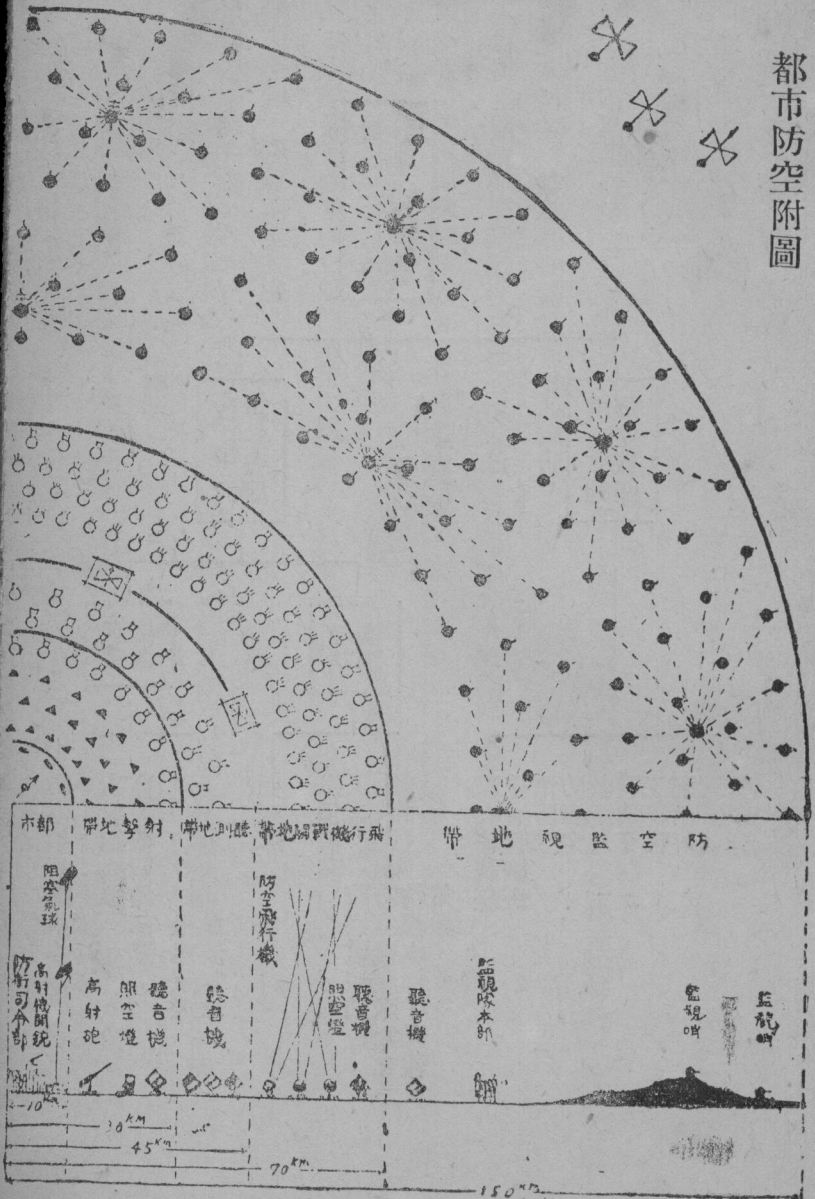 都市防空附圖
防空監視地帶
飛行機戰鬪地帶
聽測地帶
射擊地帶
都市
監視哨
監視哨
監視隊本部
聽音機
聽音機
照空燈
防空飛行機
聽音機
聽音機
照空燈
高射砲
阻塞氣球
高射機關銃
防衛司令部
10
30KM
45KM
70KM
150KM